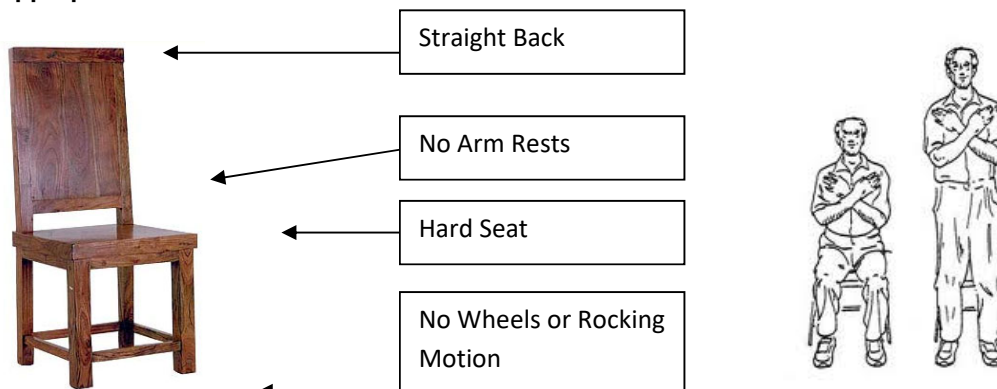 Straight Back
No Arm Rests
Hard Seat
No Wheels or Rocking
Motion